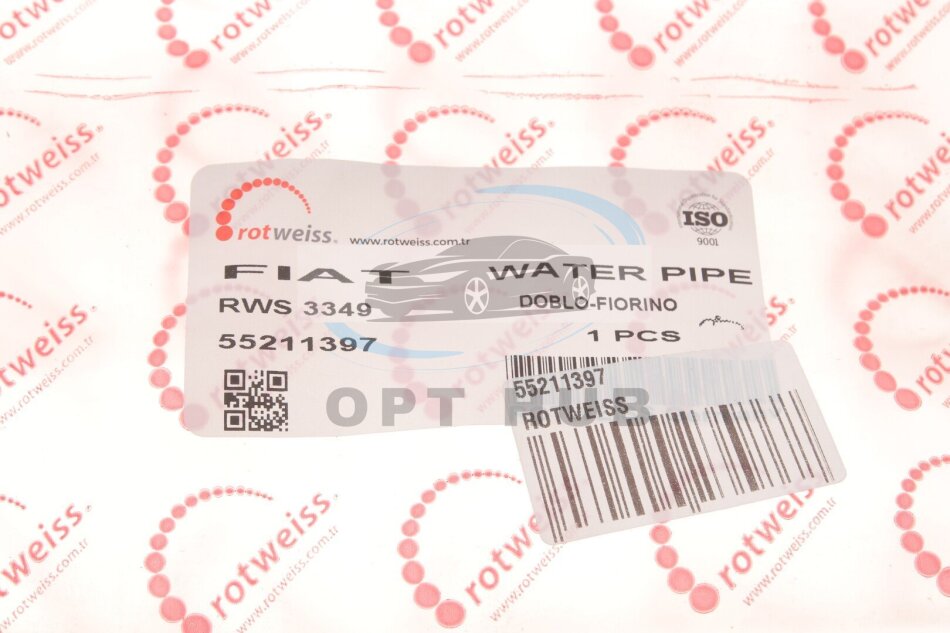 rotweiss.
www.rotweiss.com.tr
ISO
9001
FIAT
WATER PIPE
RWS 3349
DOBLO-FIORINO
55211397
1 PCS
OPT HUB
55211397
ROTWEISS
rotweiss
www.rotweiss.com.tr